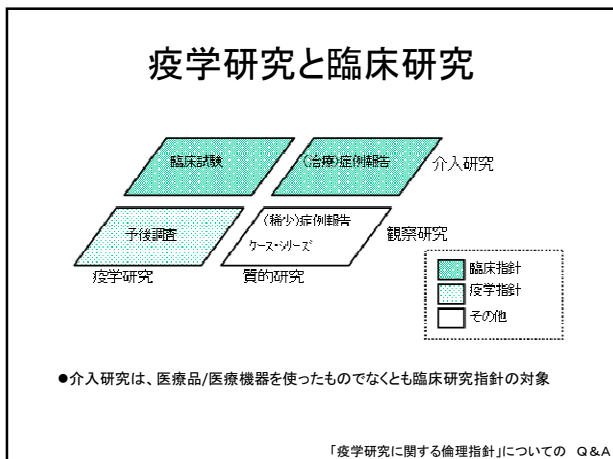 疫学研究と臨床研究
臨床試験
(治療)症例報告
介入研究
予後調査
(稀少)症例報告
ケース・シリーズ
観察研究
疫学研究
質的研究
臨床指針
疫学指針
その他
●介入研究は、医療品/医療機器を使ったものでなくとも臨床研究指針の対象
「疫学研究に関する倫理指針」についての Q&A